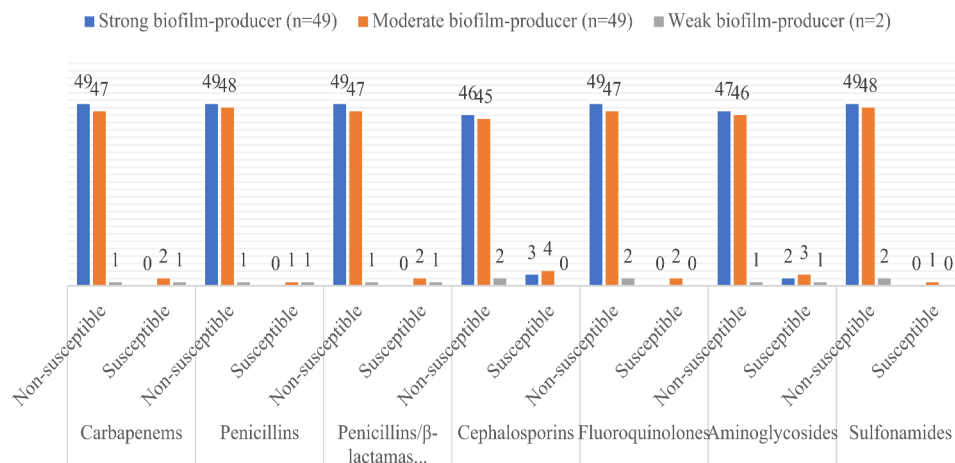 Strong biofilm-producer (n=49) Moderate biofilm-producer (n=49) Weak biofilm-producer (n=2)
49 47 1 0 2 1 49 48 1 0 1 1 49 47 1 0 2 1 46 45 2 3 4 0 49 47 2 0 2 0 47 46 1 2 3 1 49 48 2 0 1 0
Non-susceptible Susceptible Non-susceptible Susceptible Non-susceptible Susceptible Non-susceptible Susceptible Non-susceptible Susceptible Non-susceptible Susceptible Non-susceptible Susceptible
Carbapenems Penicillins Penicillins/β- Cephalosporins Fluoroquinolones Aminoglycosides Sulfonamides
lactamas...